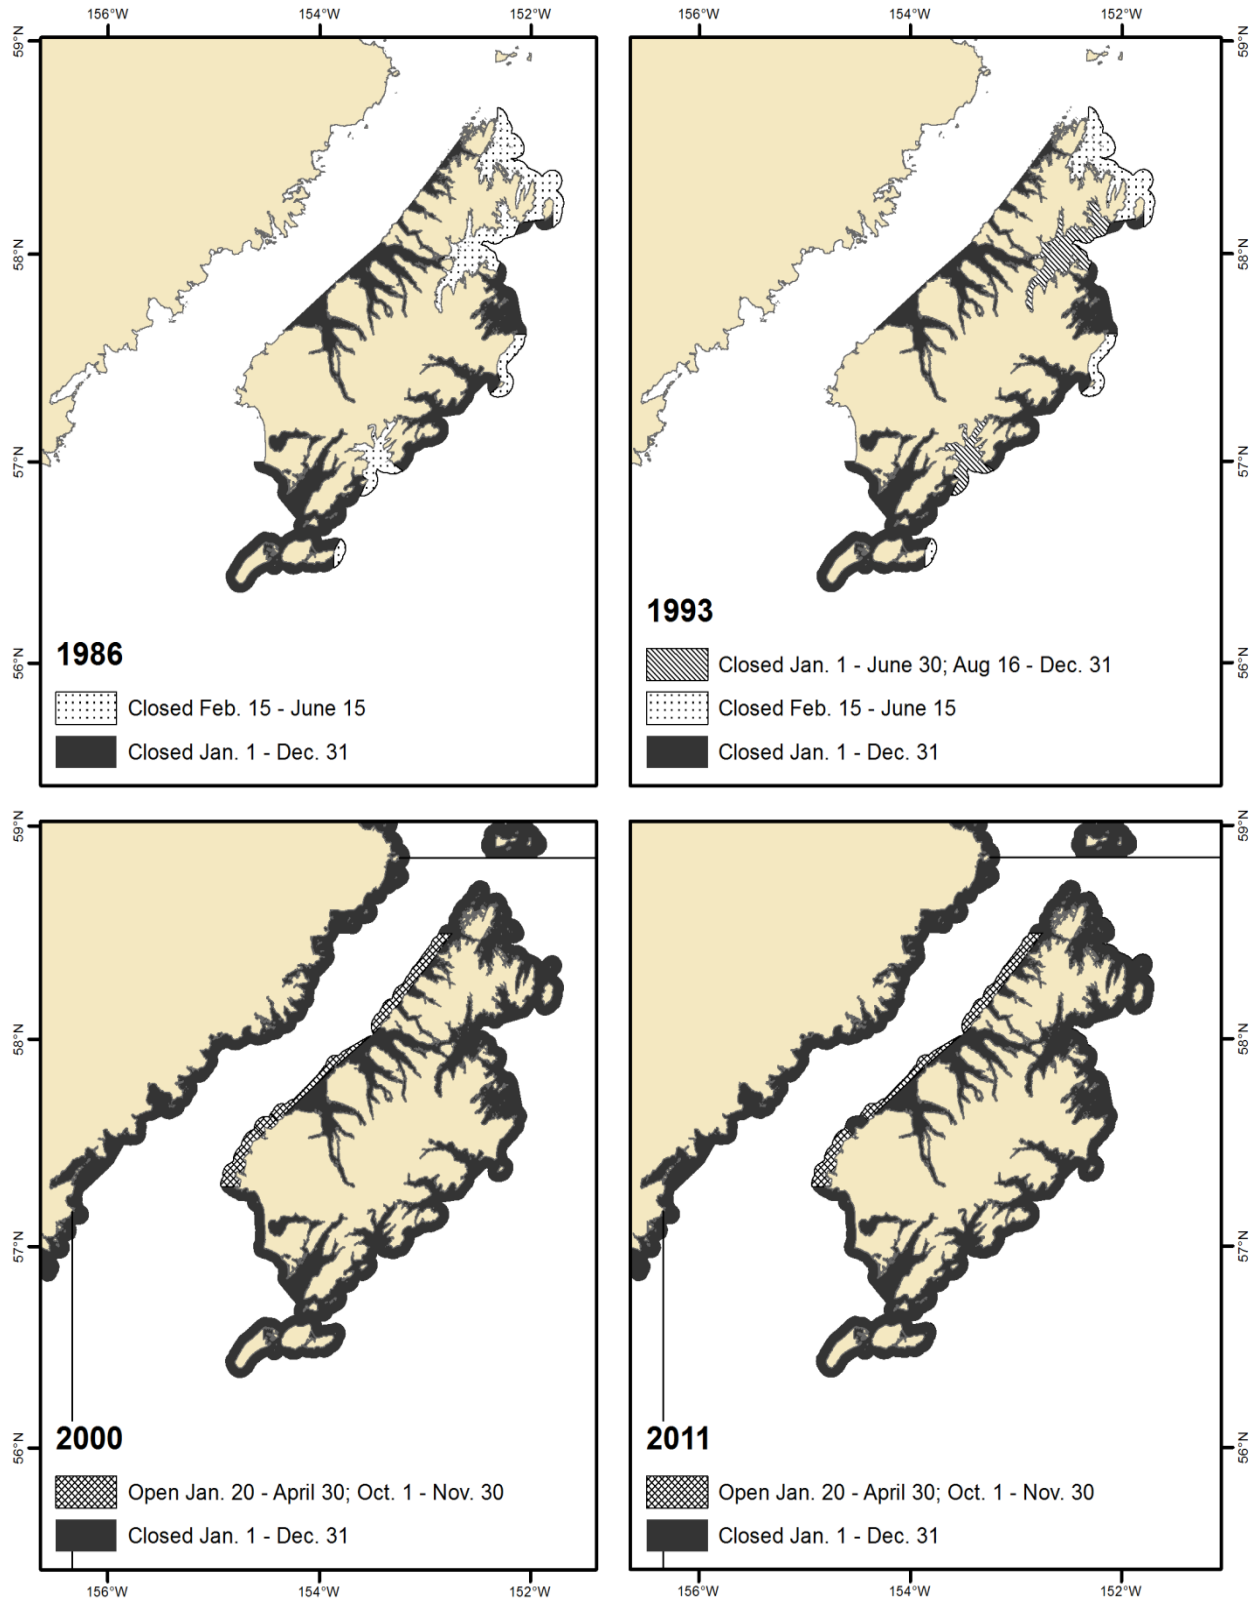 156°W 154°W 152°W 156°W 154°W 152°W
59°N 59°N
58°N 58°N
57°N 57°N
56°N 56°N
1986
Closed Feb. 15 - June 15
Closed Jan. 1 - Dec. 31
1993
Closed Jan. 1 - June 30; Aug 16 - Dec. 31
Closed Feb. 15 - June 15
Closed Jan. 1 - Dec. 31
59°N 59°N
58°N 58°N
57°N 57°N
56°N 56°N
2000
Open Jan. 20 - April 30; Oct. 1 - Nov. 30
Closed Jan. 1 - Dec. 31
2011
Open Jan. 20 - April 30; Oct. 1 - Nov. 30
Closed Jan. 1 - Dec. 31
156°W 154°W 152°W 156°W 154°W 152°W